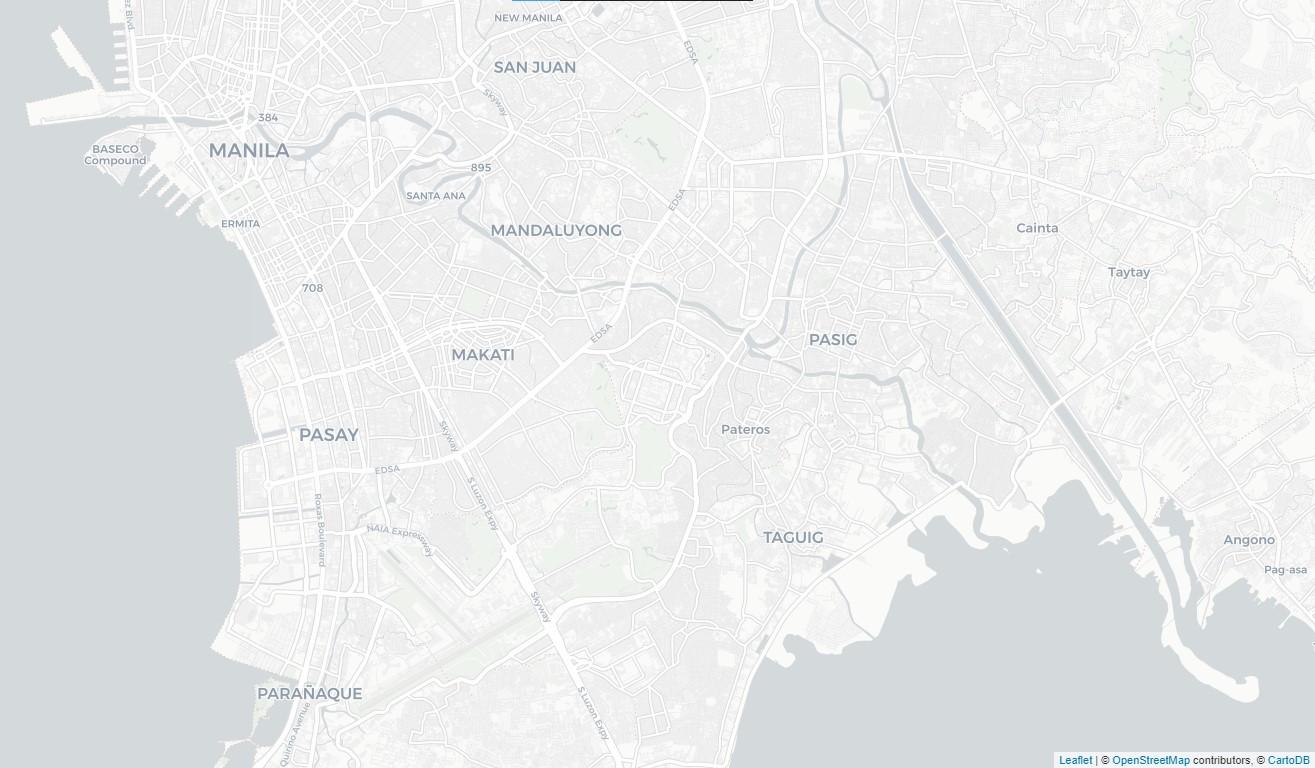 NEW MANILA
EDSA
SAN JUAN
Skyway
384
MANILA
BASECO
Compound
895
SANTA ANA
EDSA
ERMITA
MANDALUYONG
Cainta
Taytay
708
EDSA
PASIG
MAKATI
PASAY
Skyway
Pateros
EDSA
S Luzon Expy
Roxas Boulevard
NAIA Expressway
TAGUIG
Angono
Pag-asa
Skyway
PARAÑAQUE
S Luzon Expy
Quirino Avenue
Leaflet | © OpenStreetMap contributors, © CartoDB